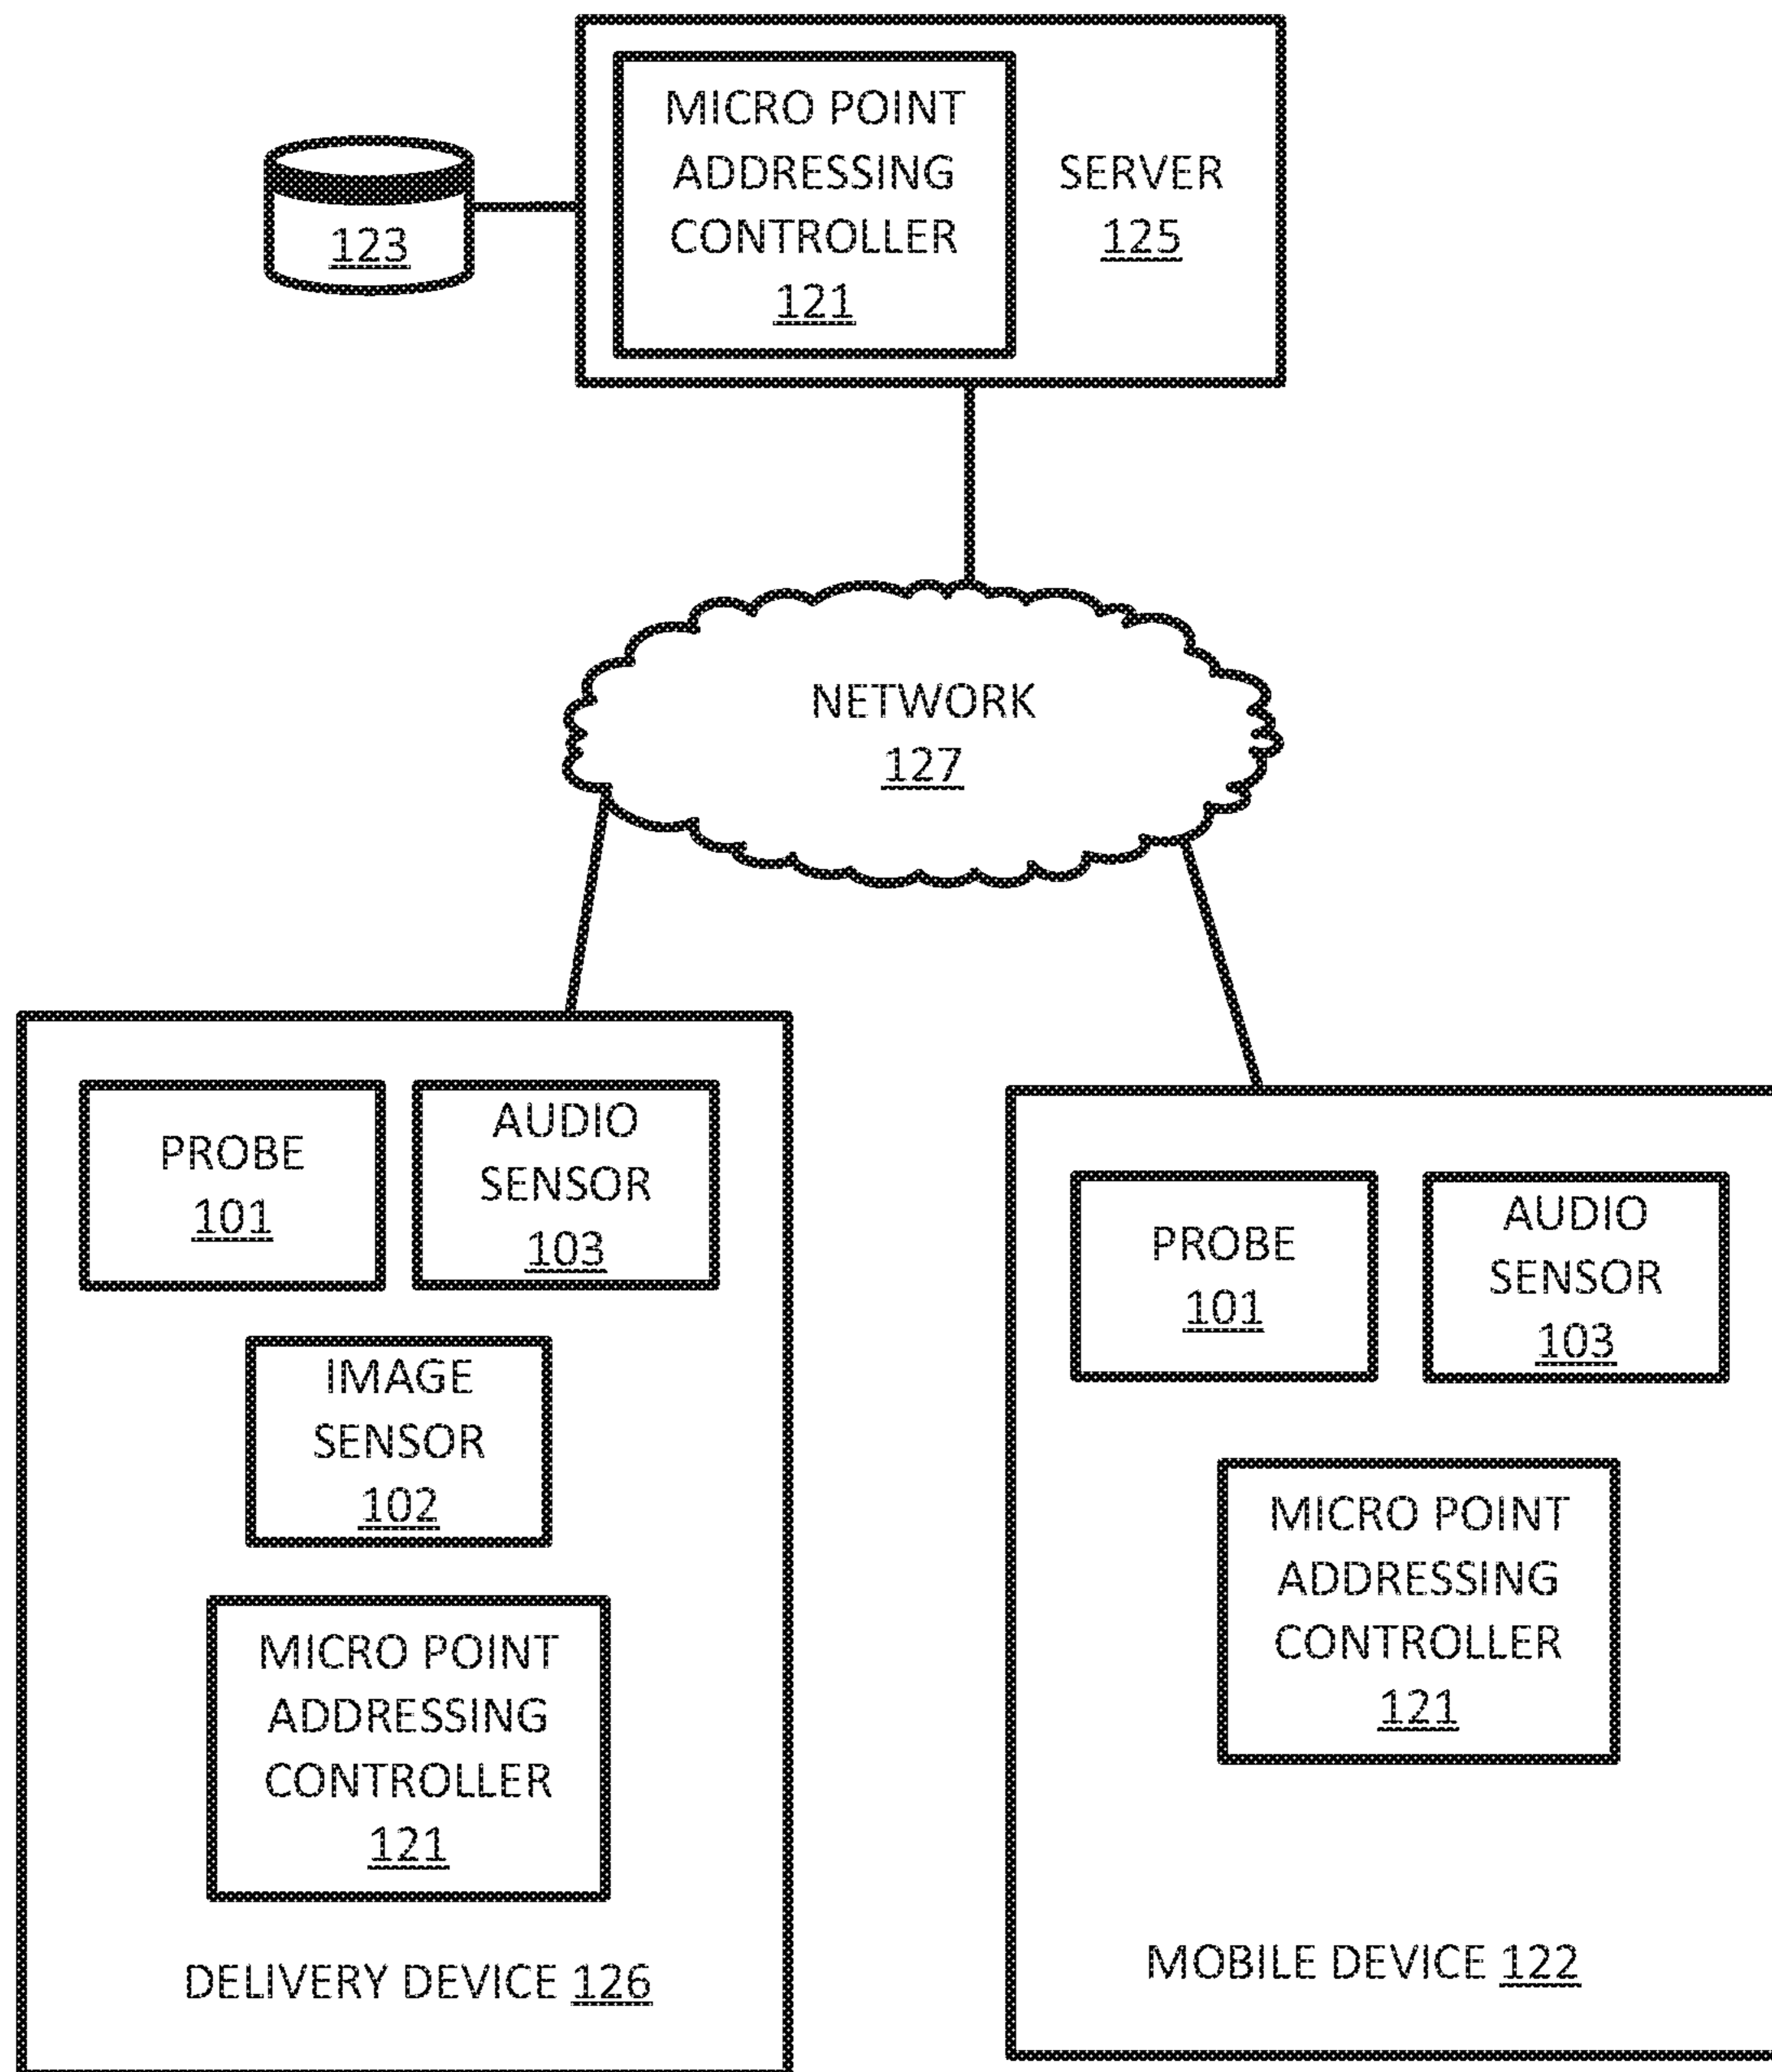 MICRO POINT
ADDRESSING
CONTROLLER
121
SERVER
125
123
NETWORK
127
PROBE
101
AUDIO
SENSOR
103
IMAGE
SENSOR
102
MICRO POINT
ADDRESSING
CONTROLLER
121
DELIVERY DEVICE 126
PROBE
101
AUDIO
SENSOR
103
MICRO POINT
ADDRESSING
CONTROLLER
121
MOBILE DEVICE 122